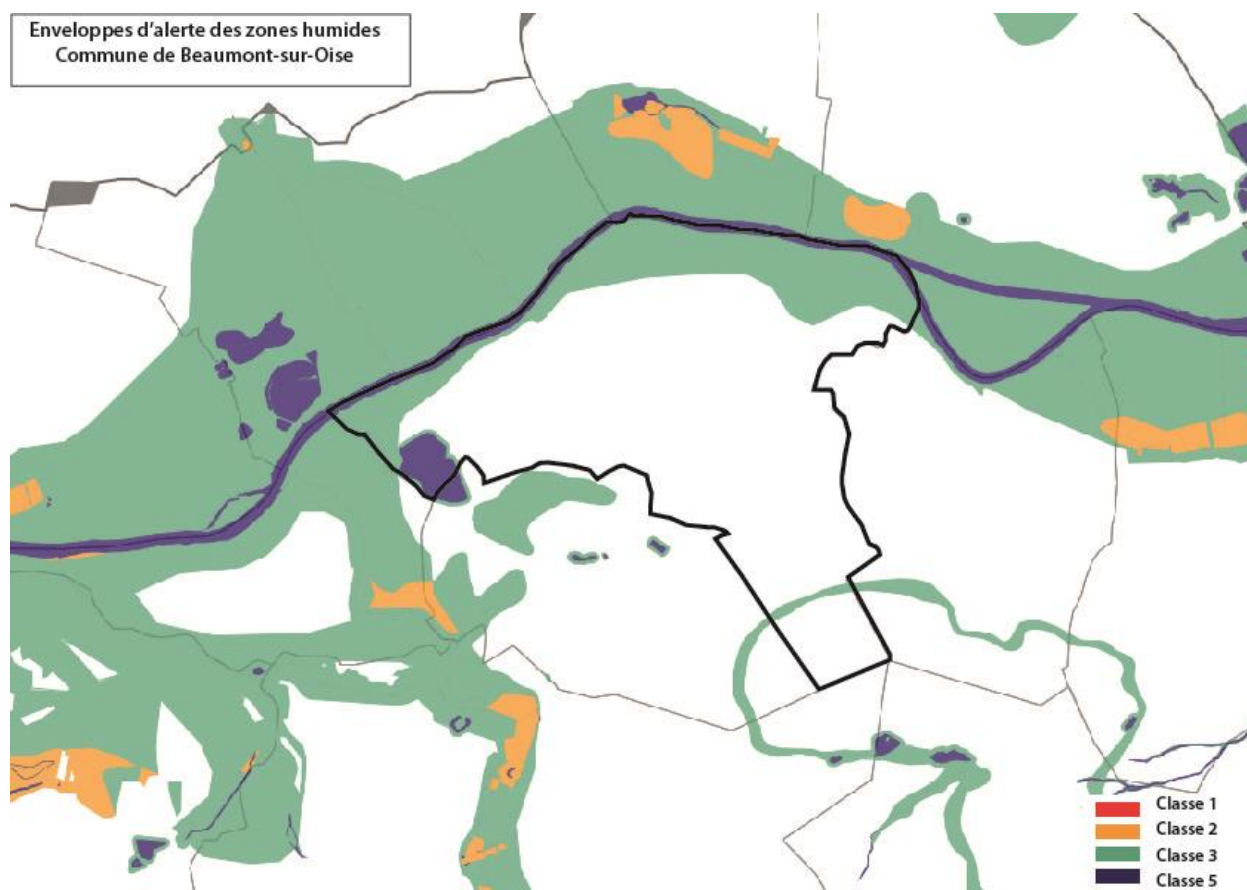 Enveloppes d'alerte des zones humides
Commune de Beaumont-sur-Oise
Classe 1
Classe 2
Classe 3
Classe 5